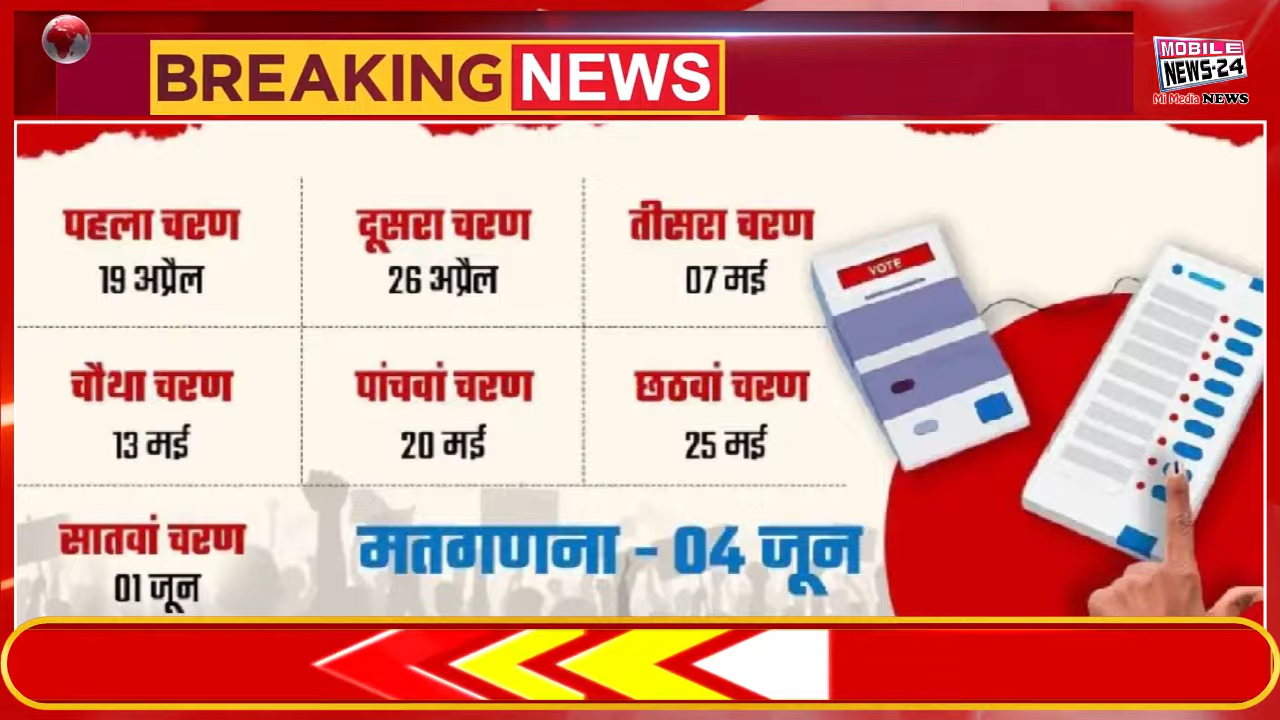 BREAKING NEWS
MOBILE
NEWS-24
Mi Media NEWS
पहला चरण
19 अप्रैल
दूसरा चरण
26 अप्रैल
तीसरा चरण
07 मई
VOTE
चौथा चरण
13 मई
पांचवां चरण
20 मई
छठवां चरण
25 मई
सातवां चरण
01 जून
मतगणना - 04 जून